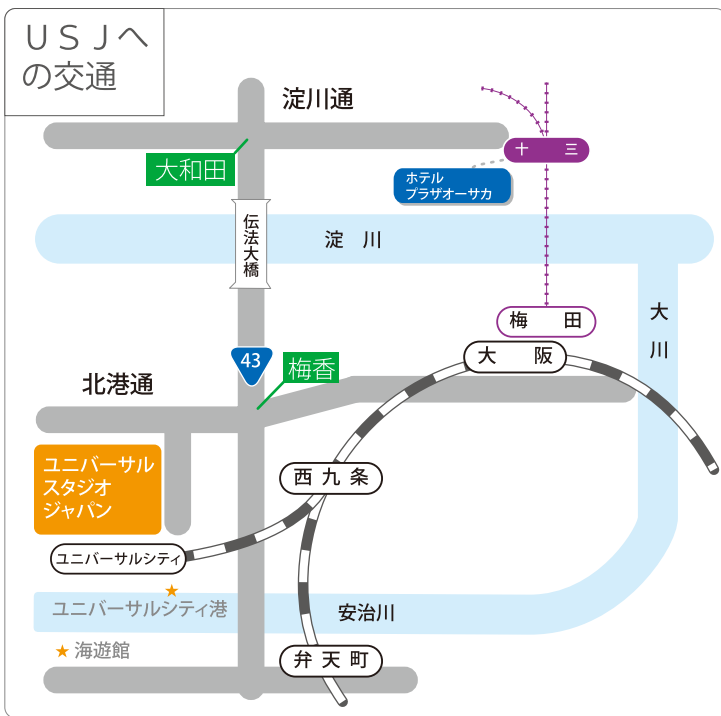 ＵＳＪへ
の交通
淀川通
十三
大和田
ホテル
プラザオーサカ
伝法大橋
淀川
大川
梅田
大阪
43
梅香
北港通
ユニバーサル
スタジオ
ジャパン
西九条
ユニバーサルシティ
ユニバーサルシティ港
安治川
海遊館
弁天町